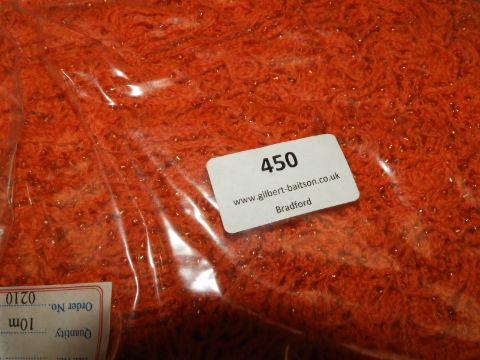 450
www.gilbert-baitson.co.uk
Bradford
Quantity 10m
Order No. 0210